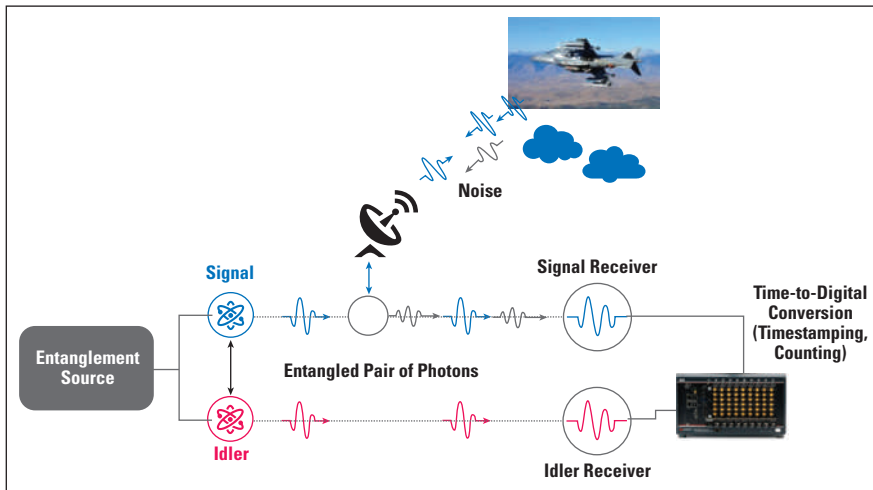 Noise
Signal
Signal Receiver
Time-to-Digital
Conversion
(Timestamping,
Counting)
Entanglement
Source
Entangled Pair of Photons
Idler
Idler Receiver